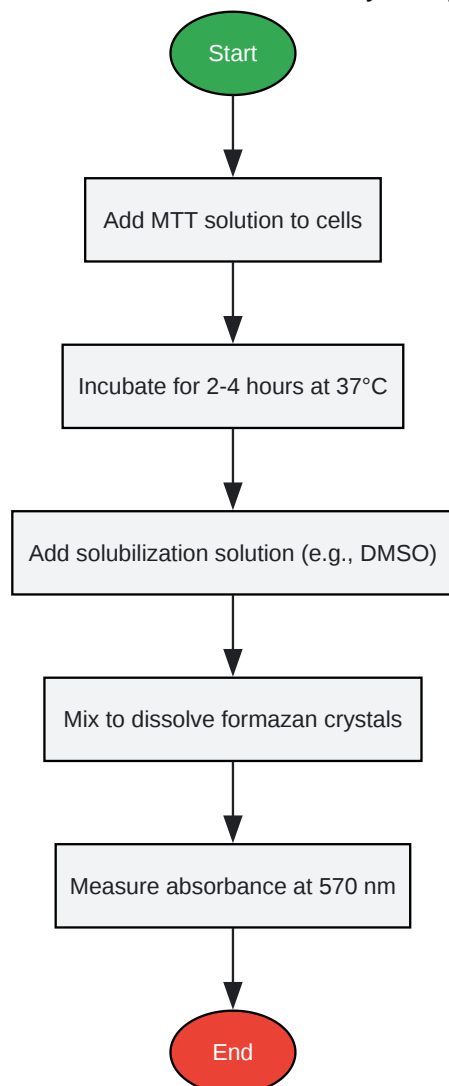 Start
Add MTT solution to cells
Incubate for 2-4 hours at 37°C
Add solubilization solution (e.g., DMSO)
Mix to dissolve formazan crystals
Measure absorbance at 570 nm
End